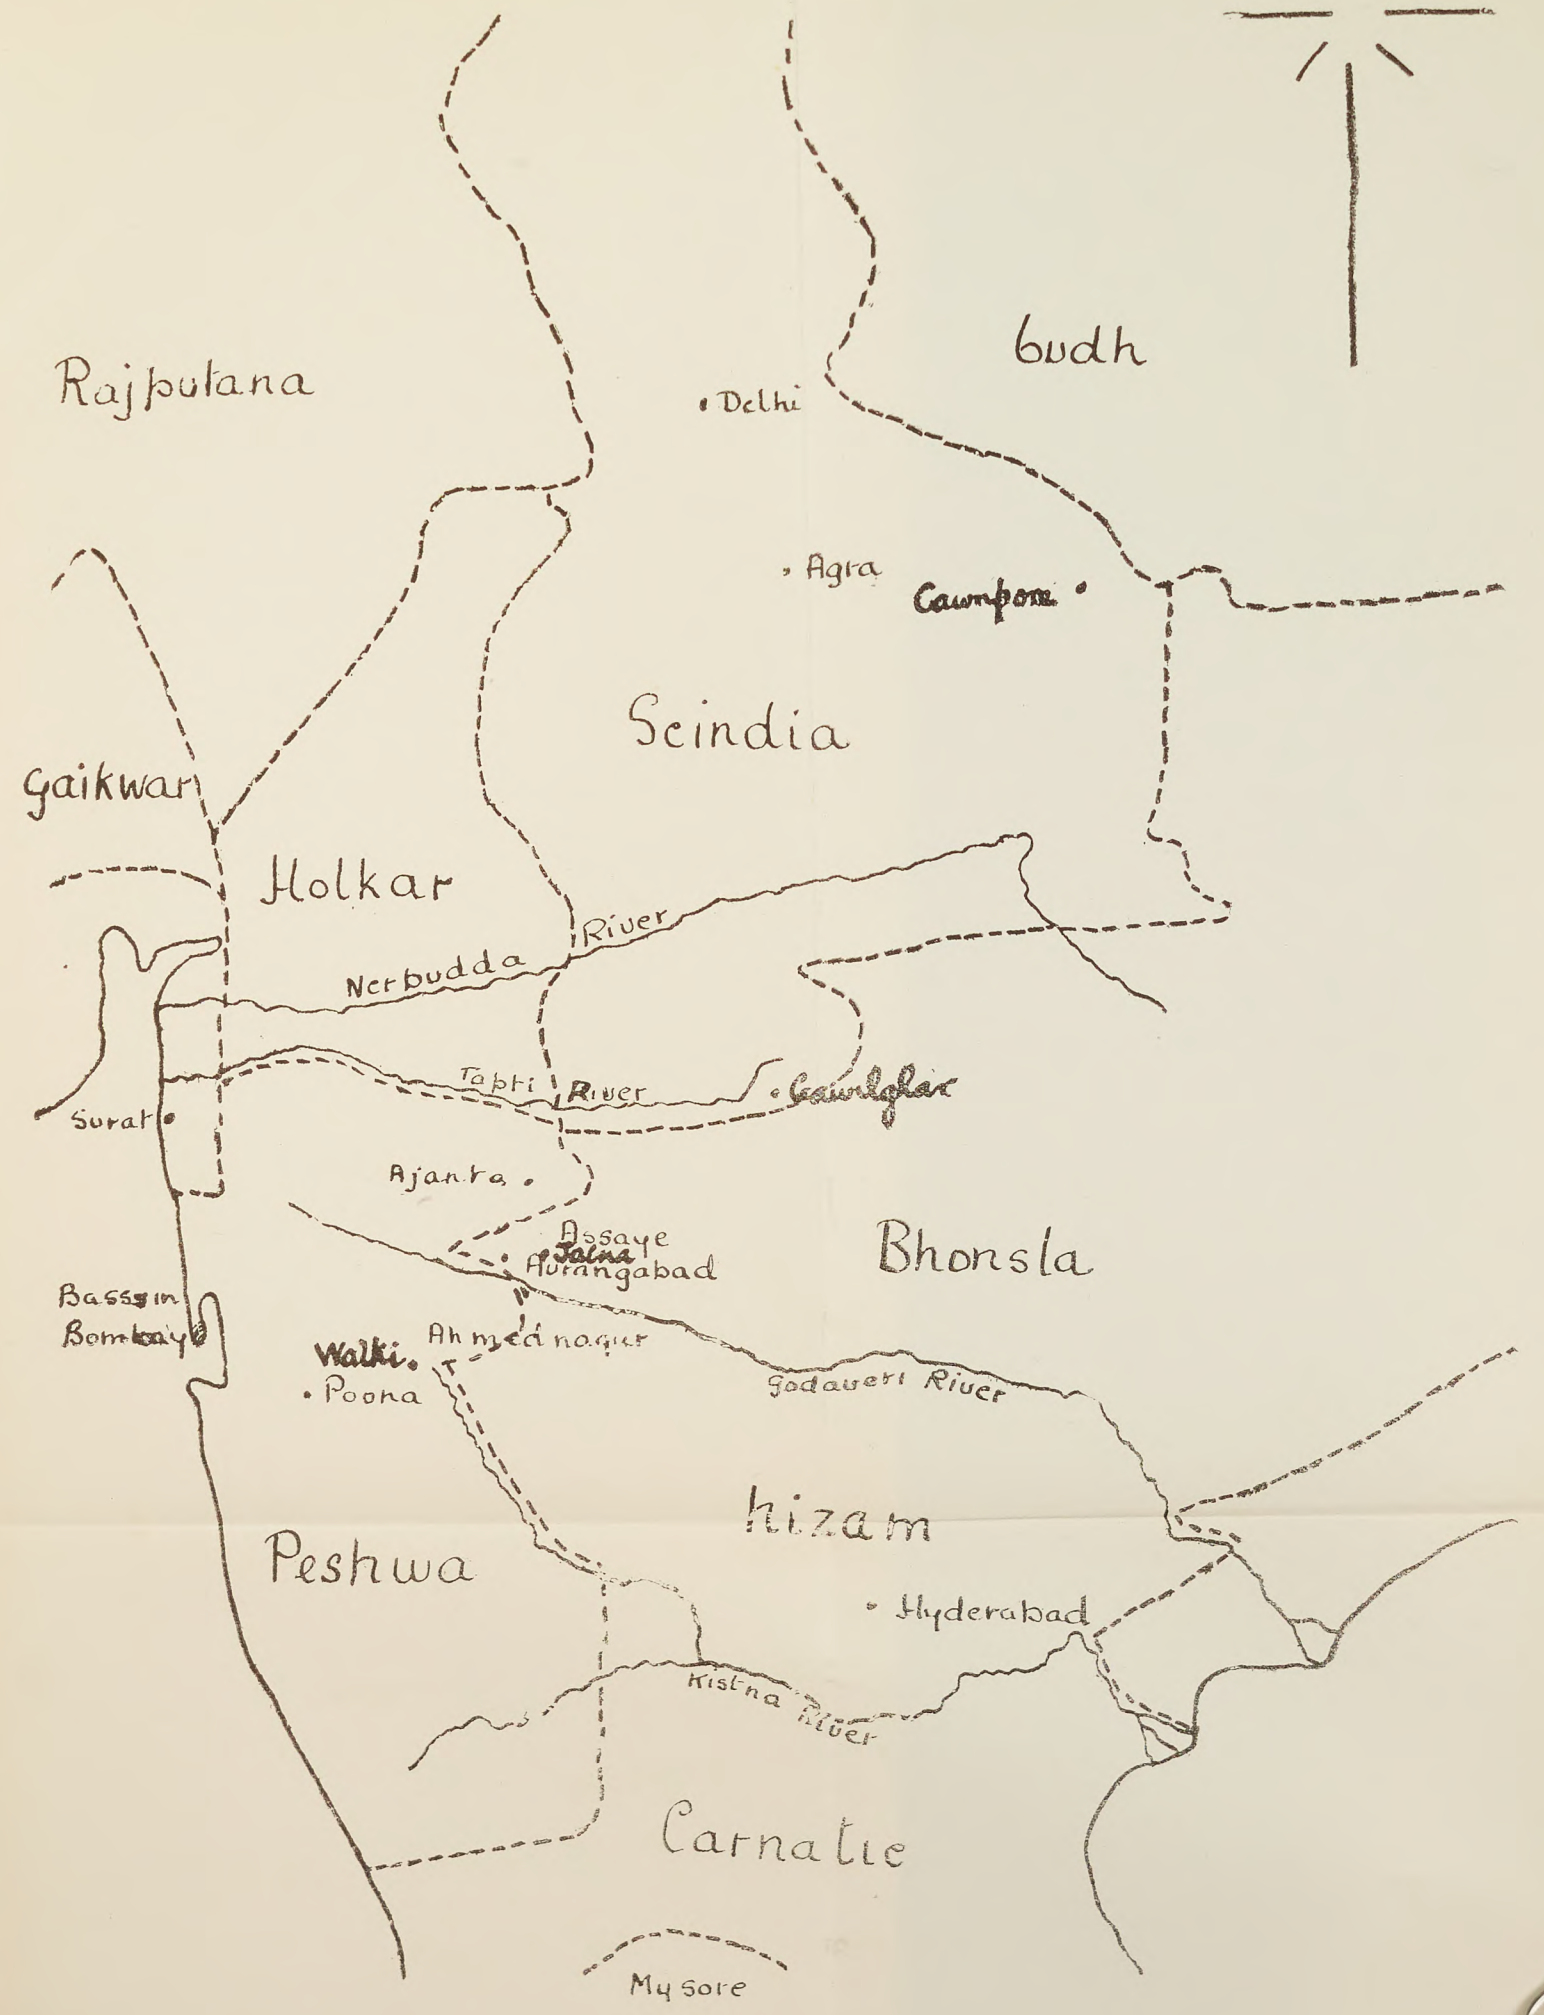 Oudh
Rajputana
Delhi
Agra
Cawnpore
Scindia
Gaikwar
Holkar
River
Nerbudda
Tapti River
Gawilghar
Surat
Ajanta
Assaye
Jalna
Aurangabad
Bhonsla
Bassein
Bombay
Ahmednagur
Walki
Poona
Godaveri River
Nizam
Peshwa
Hyderabad
Kistna River
Carnatic
Mysore